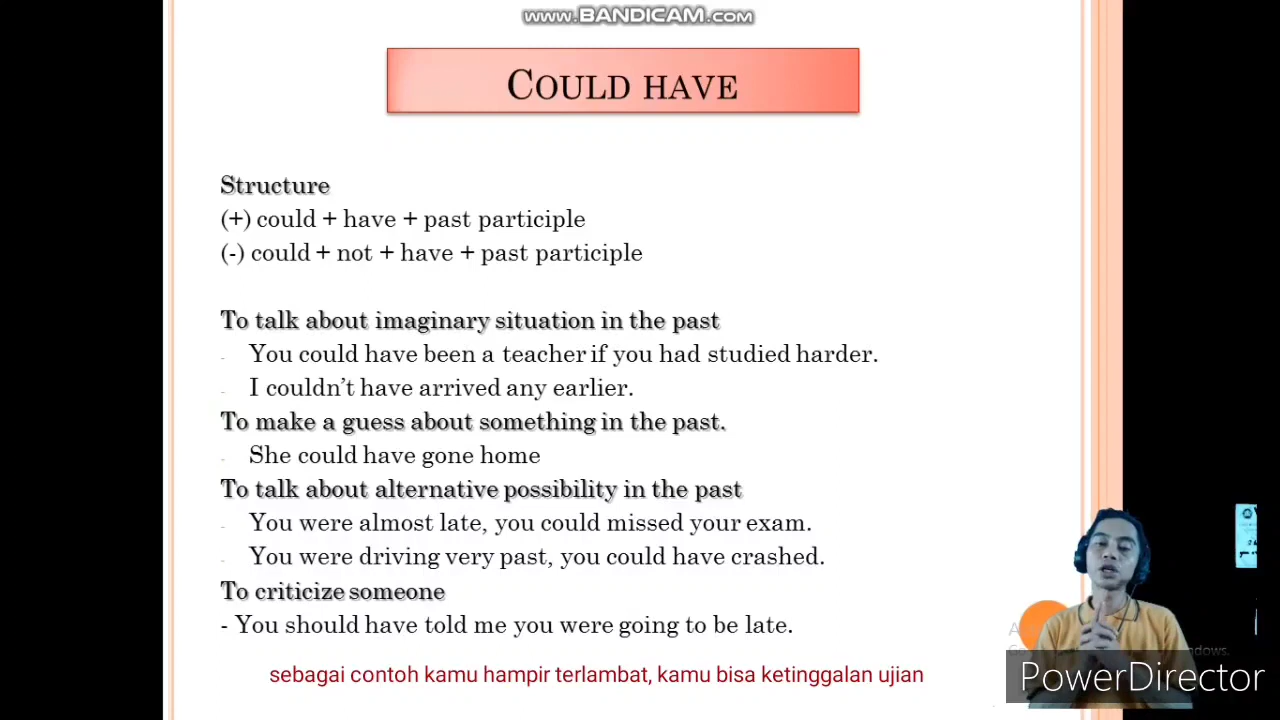 WWW.BANDICAM.COM
COULD HAVE
Structure
(+) could + have + past participle
(-) could + not + have + past participle
To talk about imaginary situation in the past
- You could have been a teacher if you had studied harder.
- I couldn't have arrived any earlier.
To make a guess about something in the past.
- She could have gone home
To talk about alternative possibility in the past
- You were almost late, you could missed your exam.
- You were driving very past, you could have crashed.
To criticize someone
- You should have told me you were going to be late.
sebagai contoh kamu hampir terlambat, kamu bisa ketinggalan ujian
PowerDirector